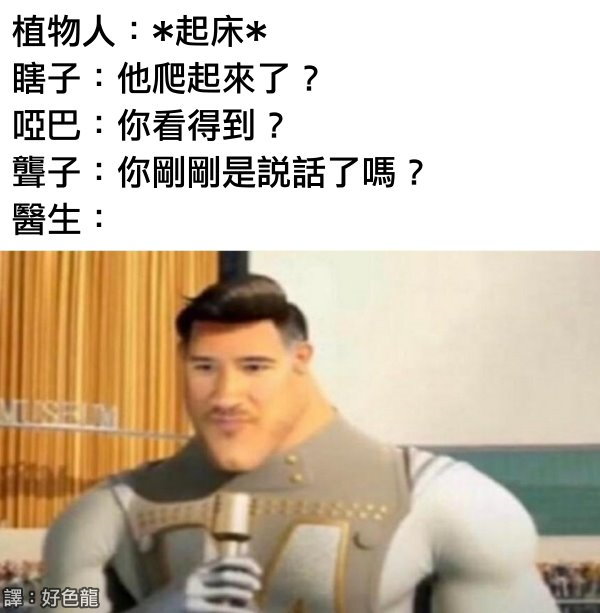 植物人：*起床*
瞎子：他爬起來了？
啞巴：你看得到？
聾子：你剛剛是說話了嗎？
醫生：
MUSEUM
譯：好色龍